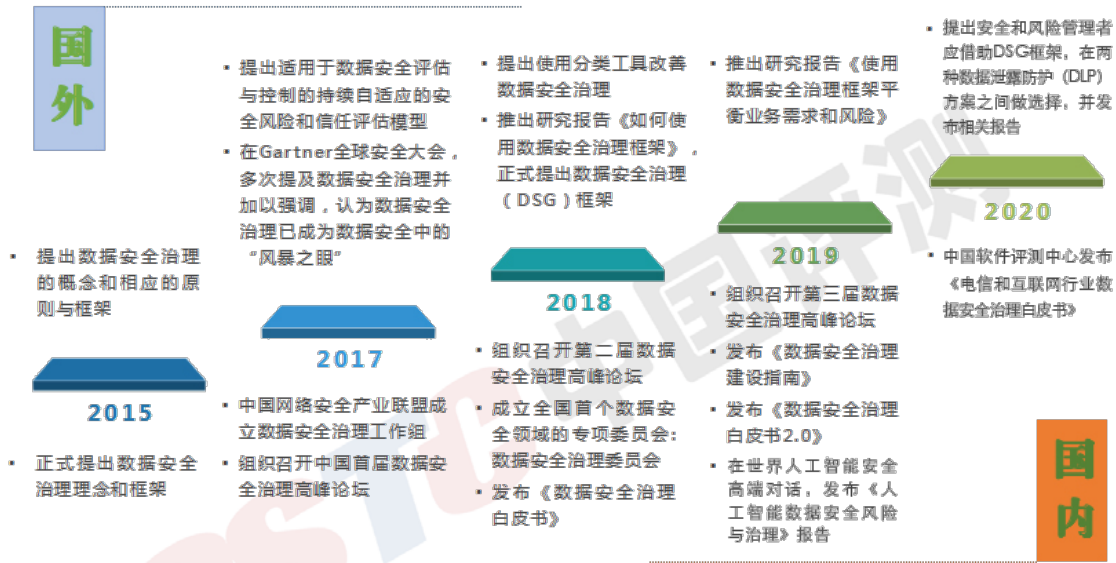 国
外
▪ 提出数据安全治理
的概念和相应的原
则与框架
2015
▪ 正式提出数据安全
治理理念和框架
▪ 提出适用于数据安全评估
与控制的持续自适应的安
全风险和信任评估模型
▪ 在Gartner全球安全大会，
多次提及数据安全治理并
加以强调，认为数据安全
治理已成为数据安全中的
“风暴之眼”
2017
▪ 中国网络安全产业联盟成
立数据安全治理工作组
▪ 组织召开中国首届数据安
全治理高峰论坛
▪ 提出使用分类工具改善
数据安全治理
▪ 推出研究报告《如何使
用数据安全治理框架》，
正式提出数据安全治理
（DSG）框架
2018
▪ 组织召开第二届数据
安全治理高峰论坛
▪ 成立全国首个数据安
全领域的专项委员会：
数据安全治理委员会
▪ 发布《数据安全治理
白皮书》
▪ 推出研究报告《使用
数据安全治理框架平
衡业务需求和风险》
2019
▪ 组织召开第三届数据
安全治理高峰论坛
▪ 发布《数据安全治理
建设指南》
▪ 发布《数据安全治理
白皮书2.0》
▪ 在世界人工智能安全
高端对话，发布《人
工智能数据安全风险
与治理》报告
▪ 提出安全和风险管理者
应借助DSG框架，在两
种数据泄露防护（DLP）
方案之间做选择，并发
布相关报告
2020
▪ 中国软件评测中心发布
《电信和互联网行业数
据安全治理白皮书》
国
内
CSTC中国评测